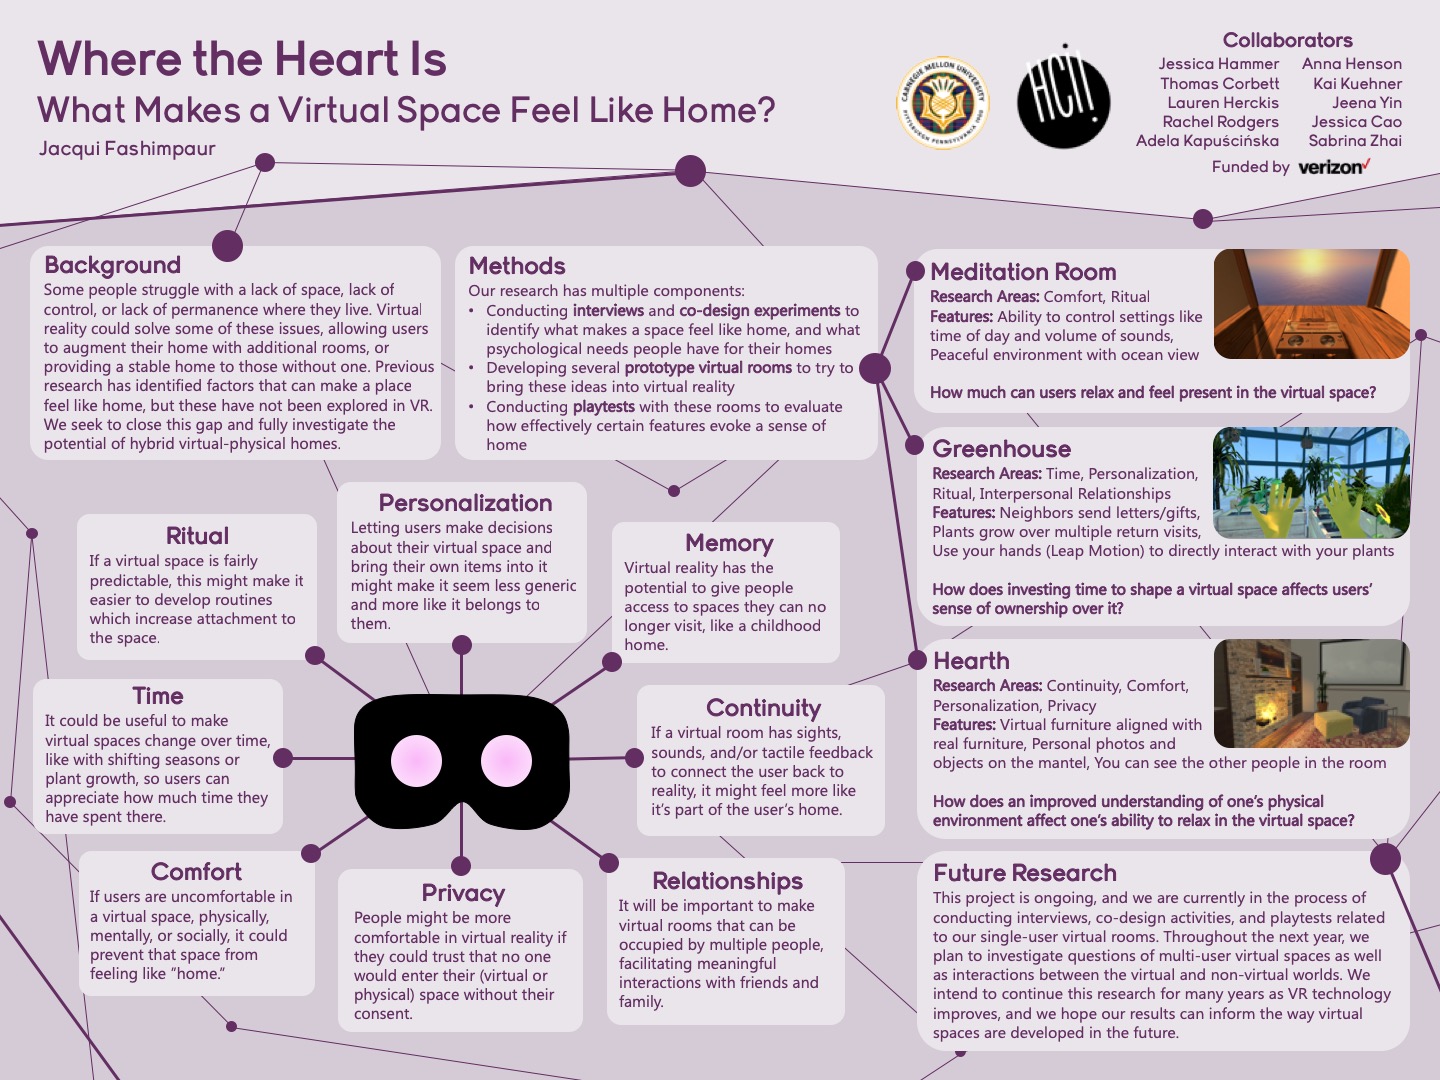 Where the Heart Is
What Makes a Virtual Space Feel Like Home?
Jacqui Fashimpaur
CARNEGIE MELLON UNIVERSITY
PITTSBURGH PENNSYLVANIA 1900
HCII!
Collaborators
Jessica Hammer Anna Henson
Thomas Corbett Kai Kuehner
Lauren Herckis Jeena Yin
Rachel Rodgers Jessica Cao
Adela Kapuścińska Sabrina Zhai
Funded by verizon✓
Background
Some people struggle with a lack of space, lack of
control, or lack of permanence where they live. Virtual
reality could solve some of these issues, allowing users
to augment their home with additional rooms, or
providing a stable home to those without one. Previous
research has identified factors that can make a place
feel like home, but these have not been explored in VR.
We seek to close this gap and fully investigate the
potential of hybrid virtual-physical homes.
Methods
Our research has multiple components:
• Conducting interviews and co-design experiments to
identify what makes a space feel like home, and what
psychological needs people have for their homes
• Developing several prototype virtual rooms to try to
bring these ideas into virtual reality
• Conducting playtests with these rooms to evaluate
how effectively certain features evoke a sense of
home
Ritual
If a virtual space is fairly
predictable, this might make it
easier to develop routines
which increase attachment to
the space.
Personalization
Letting users make decisions
about their virtual space and
bring their own items into it
might make it seem less generic
and more like it belongs to
them.
Memory
Virtual reality has the
potential to give people
access to spaces they can no
longer visit, like a childhood
home.
Time
It could be useful to make
virtual spaces change over time,
like with shifting seasons or
plant growth, so users can
appreciate how much time they
have spent there.
Continuity
If a virtual room has sights,
sounds, and/or tactile feedback
to connect the user back to
reality, it might feel more like
it's part of the user's home.
Comfort
If users are uncomfortable in
a virtual space, physically,
mentally, or socially, it could
prevent that space from
feeling like "home."
Privacy
People might be more
comfortable in virtual reality if
they could trust that no one
would enter their (virtual or
physical) space without their
consent.
Relationships
It will be important to make
virtual rooms that can be
occupied by multiple people,
facilitating meaningful
interactions with friends and
family.
Meditation Room
Research Areas: Comfort, Ritual
Features: Ability to control settings like
time of day and volume of sounds,
Peaceful environment with ocean view
How much can users relax and feel present in the virtual space?
Greenhouse
Research Areas: Time, Personalization,
Ritual, Interpersonal Relationships
Features: Neighbors send letters/gifts,
Plants grow over multiple return visits,
Use your hands (Leap Motion) to directly interact with your plants
How does investing time to shape a virtual space affects users'
sense of ownership over it?
Hearth
Research Areas: Continuity, Comfort,
Personalization, Privacy
Features: Virtual furniture aligned with
real furniture, Personal photos and
objects on the mantel, You can see the other people in the room
How does an improved understanding of one's physical
environment affect one's ability to relax in the virtual space?
Future Research
This project is ongoing, and we are currently in the process of
conducting interviews, co-design activities, and playtests related
to our single-user virtual rooms. Throughout the next year, we
plan to investigate questions of multi-user virtual spaces as well
as interactions between the virtual and non-virtual worlds. We
intend to continue this research for many years as VR technology
improves, and we hope our results can inform the way virtual
spaces are developed in the future.